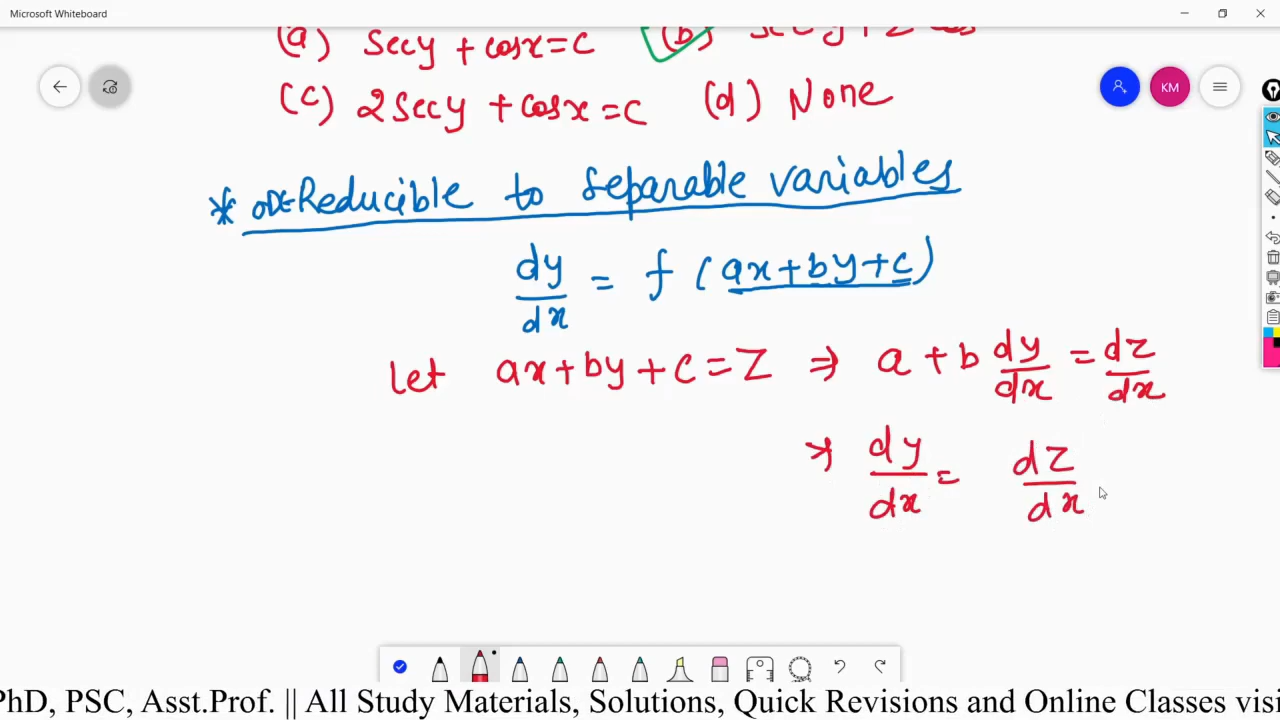 Microsoft Whiteboard
(a) Secy + cosx = c (b)
(c) 2Secy + cosx = c (d) None
KM
* ODE Reducible to Separable variables
dy/dx = f (ax+by+c)
Let ax+by+c = Z ⇒ a + b dy/dx = dz/dx
⇒ dy/dx = dz/dx
PhD, PSC, Asst.Prof. || All Study Materials, Solutions, Quick Revisions and Online Classes visi